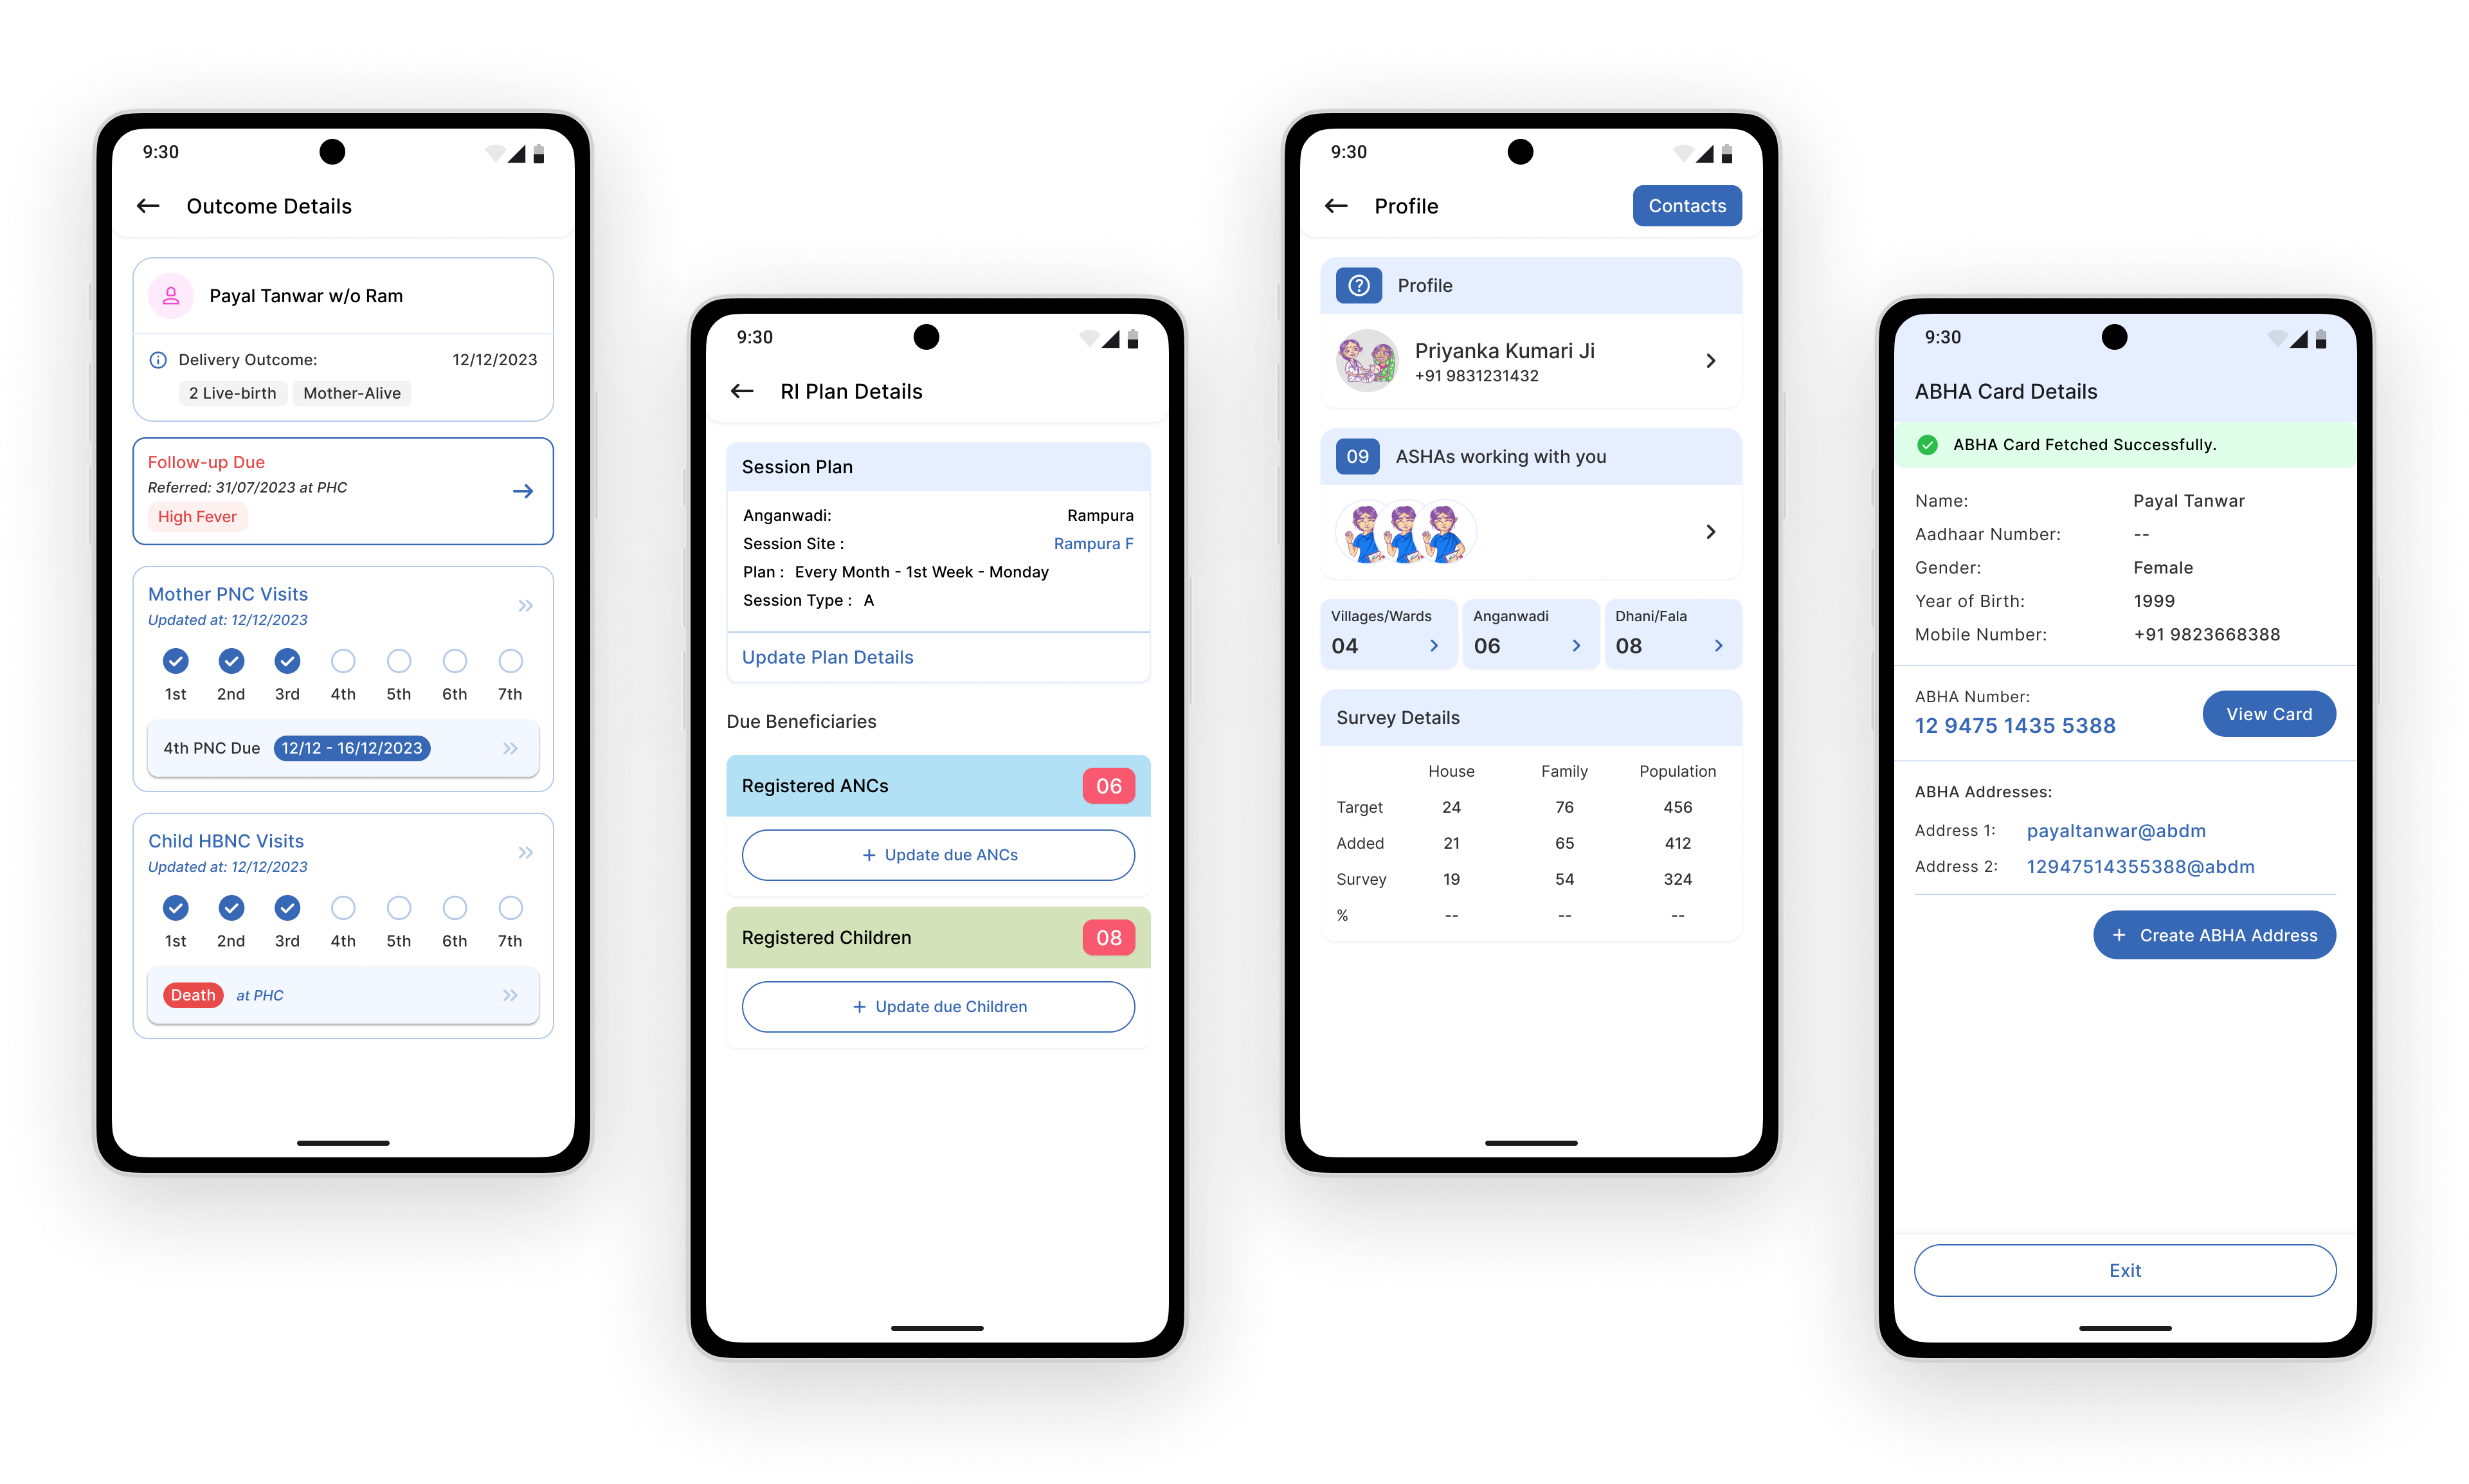 9:30
Outcome Details
Payal Tanwar w/o Ram
Delivery Outcome: 12/12/2023
2 Live-birth Mother-Alive
Follow-up Due
Referred: 31/07/2023 at PHC
High Fever
Mother PNC Visits
Updated at: 12/12/2023
1st 2nd 3rd 4th 5th 6th 7th
4th PNC Due 12/12 - 16/12/2023
Child HBNC Visits
Updated at: 12/12/2023
1st 2nd 3rd 4th 5th 6th 7th
Death at PHC
9:30
RI Plan Details
Session Plan
Anganwadi: Rampura
Session Site : Rampura F
Plan : Every Month - 1st Week - Monday
Session Type : A
Update Plan Details
Due Beneficiaries
Registered ANCs 06
+ Update due ANCs
Registered Children 08
+ Update due Children
9:30
Profile Contacts
Profile
Priyanka Kumari Ji
+91 9831231432
09 ASHAs working with you
Villages/Wards Anganwadi Dhani/Fala
04 06 08
Survey Details
House Family Population
Target 24 76 456
Added 21 65 412
Survey 19 54 324
% -- -- --
9:30
ABHA Card Details
ABHA Card Fetched Successfully.
Name: Payal Tanwar
Aadhaar Number: --
Gender: Female
Year of Birth: 1999
Mobile Number: +91 9823668388
ABHA Number:
12 9475 1435 5388
View Card
ABHA Addresses:
Address 1: payaltanwar@abdm
Address 2: 12947514355388@abdm
+ Create ABHA Address
Exit